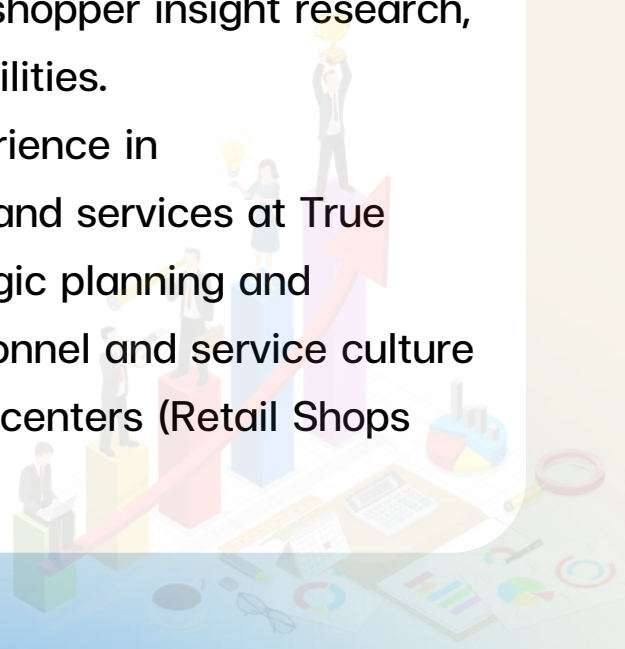 shopper insight research,
ilities.
rience in
and services at True
gic planning and
onnel and service culture
centers (Retail Shops